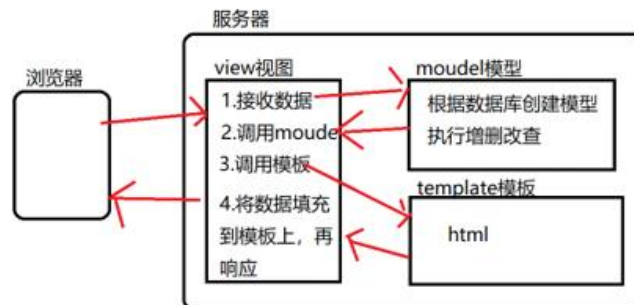 服务器
浏览器
view视图
1.接收数据
2.调用moude
3.调用模板
4.将数据填充
到模板上，再
响应
moudel模型
根据数据库创建模型
执行增删改查
template模板
html